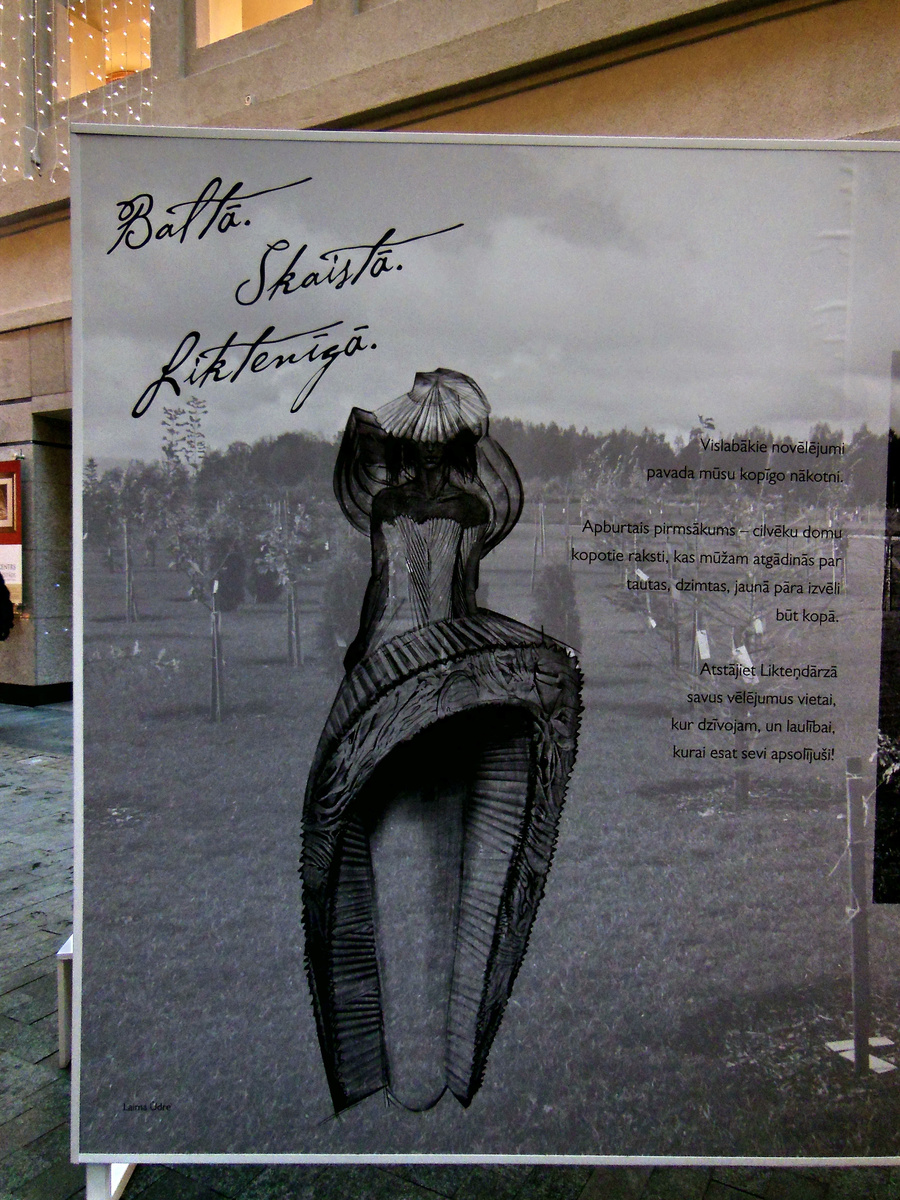 Baltā.
Skaistā.
Liktenīgā.
Vislabākie novēlējumi
pavada mūsu kopīgo nākotni.
Apburtais pirmsākums – cilvēku domu
kopotie raksti, kas mūžam atgādinās par
tautas, dzimtas, jaunā pāra izvēli
būt kopā.
Atstājiet Likteņdārzā
savus vēlējumus vietai,
kur dzīvojam, un laulībai,
kurai esat sevi apsolījuši!
Laima Ūdre